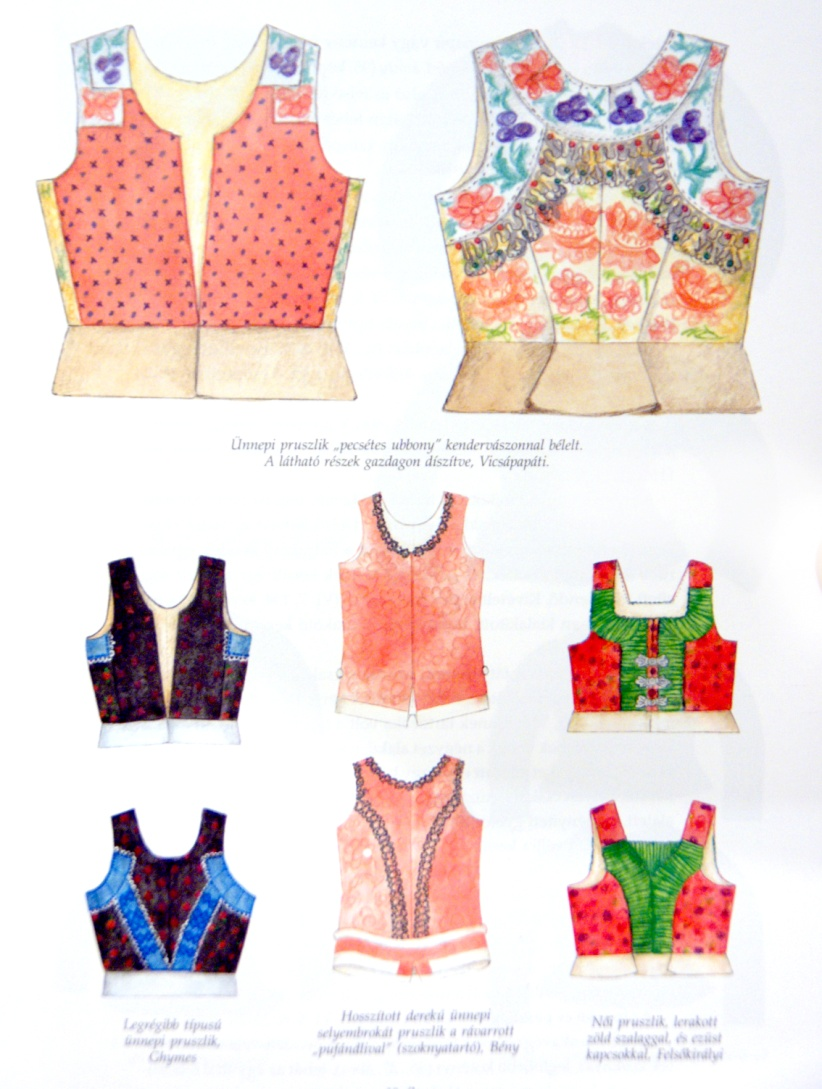 Ünnepi pruszlik „pecsétes ubbony” kendervászonnal bélelt.
A látható részek gazdagon díszítve, Vicsápapáti.
Legrégibb típusú
ünnepi pruszlik,
Ghymes
Hosszított derekú ünnepi
selyembrokát pruszlik a rávarrott
„pufándlival” (szoknyatartó), Bény
Női pruszlik, lerakott
zöld szalaggal, és ezüst
kapcsokkal, Felsőkirályi